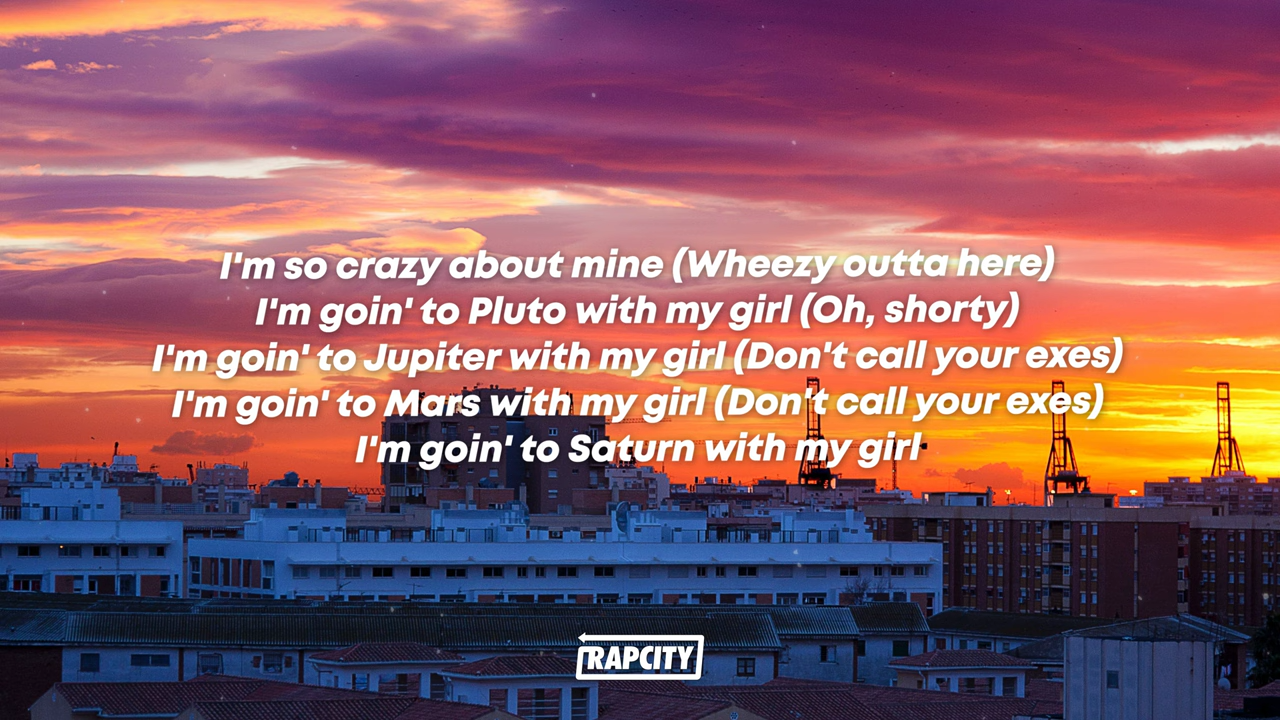 I'm so crazy about mine (Wheezy outta here)
I'm goin' to Pluto with my girl (Oh, shorty)
I'm goin' to Jupiter with my girl (Don't call your exes)
I'm goin' to Mars with my girl (Don't call your exes)
I'm goin' to Saturn with my girl
RAPCITY